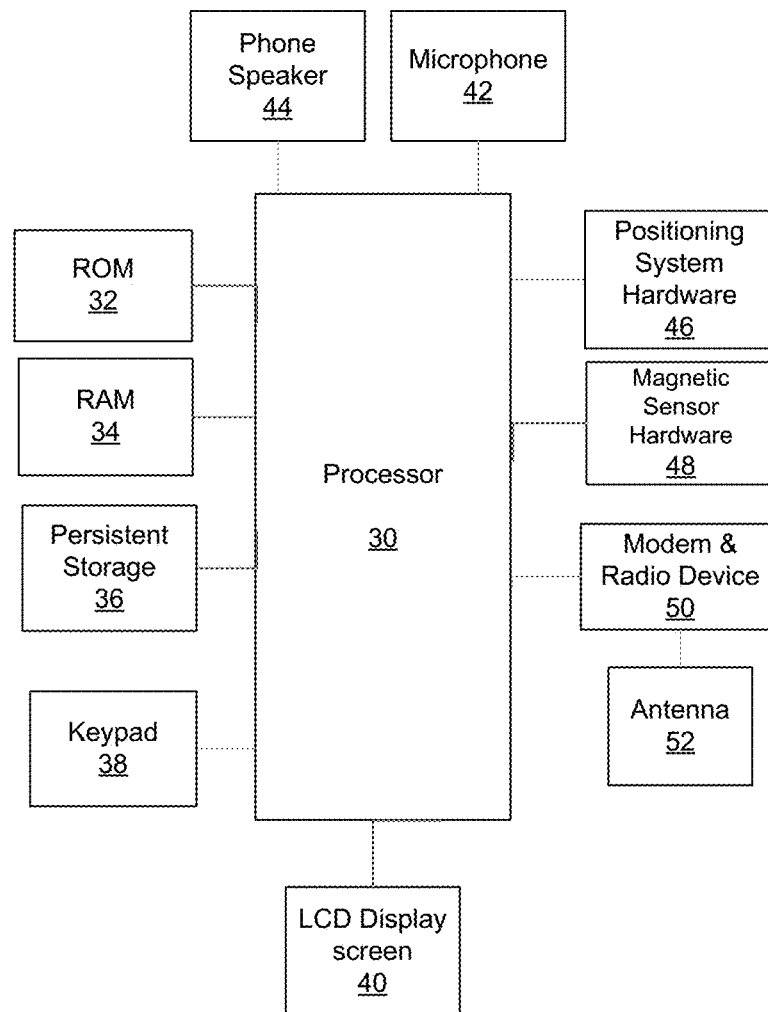 Phone
Speaker
44
Microphone
42
ROM
32
RAM
34
Persistent
Storage
36
Keypad
38
Processor
30
Positioning
System
Hardware
46
Magnetic
Sensor
Hardware
48
Modem &
Radio Device
50
Antenna
52
LCD Display
screen
40